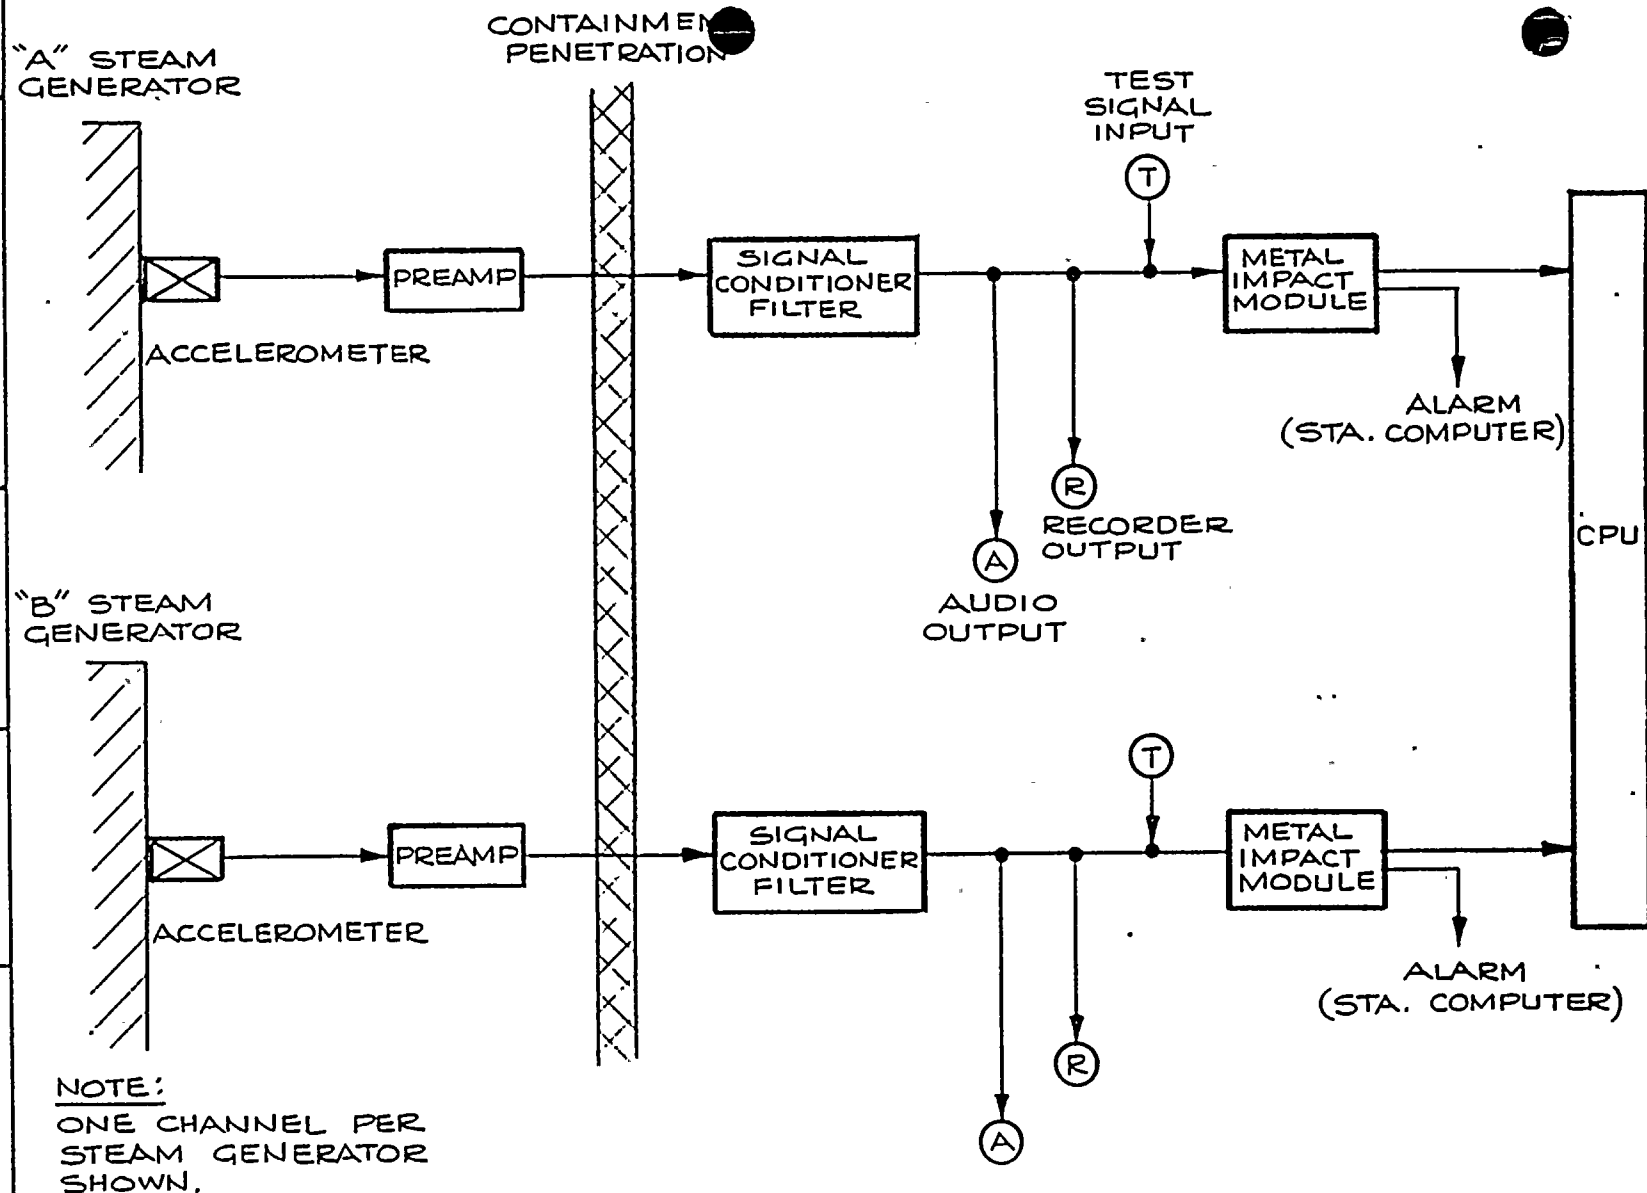 "A" STEAM
GENERATOR
CONTAINMEN
PENETRATION
TEST
SIGNAL
INPUT
T
PREAMP
SIGNAL
CONDITIONER
FILTER
METAL
IMPACT
MODULE
ACCELEROMETER
ALARM
(STA. COMPUTER)
R
RECORDER
OUTPUT
A
AUDIO
OUTPUT
CPU
"B" STEAM
GENERATOR
T
PREAMP
SIGNAL
CONDITIONER
FILTER
METAL
IMPACT
MODULE
ACCELEROMETER
ALARM
(STA. COMPUTER)
R
A
NOTE:
ONE CHANNEL PER
STEAM GENERATOR
SHOWN.